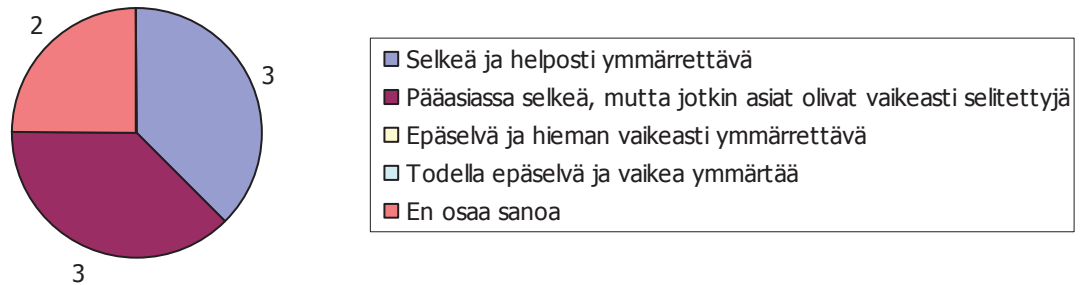 2
3
3
Selkeä ja helposti ymmärrettävä
Pääasiassa selkeä, mutta jotkin asiat olivat vaikeasti selitettyjä
Epäselvä ja hieman vaikeasti ymmärrettävä
Todella epäselvä ja vaikea ymmärtää
En osaa sanoa